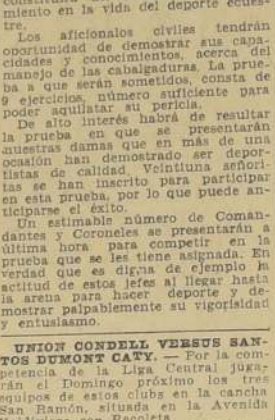 miento en la vida del deporte ecues-
tre.
Los aficionalos civiles tendrán
oportunidad de demostrar sus capa-
cidades y conocimientos, acerca del
manejo de las cabalgaduras. La prue-
ba a que serán sometidos, consta de
9 ejercicios, número suficiente para
poder aquilatar su pericia.
De alto interés habrá de resultar
la prueba en que se presentarán
nuestras damas que en más de una
ocasión han demostrado ser depor-
tistas de calidad. Veintiuna señori-
tas se han inscrito para participar
en esta prueba, por lo que puede an-
ticiparse el éxito.
Un estimable número de Coman-
dantes y Coroneles se presentarán a
última hora para competir en la
prueba que se les tiene asignada. En
verdad que es digna de ejemplo la
actitud de estos jefes al llegar hasta
la arena para hacer deporte y de-
mostrar palpablemente su vigorisidad
y entusiasmo.
UNION CONDELL VERSUS SAN-
TOS DUMONT CATY. — Por la com-
petencia de la Liga Central juga-
rán el Domingo próximo los tres
equipos de estos clubs en la cancha
San Ramón, situada en la Avenida